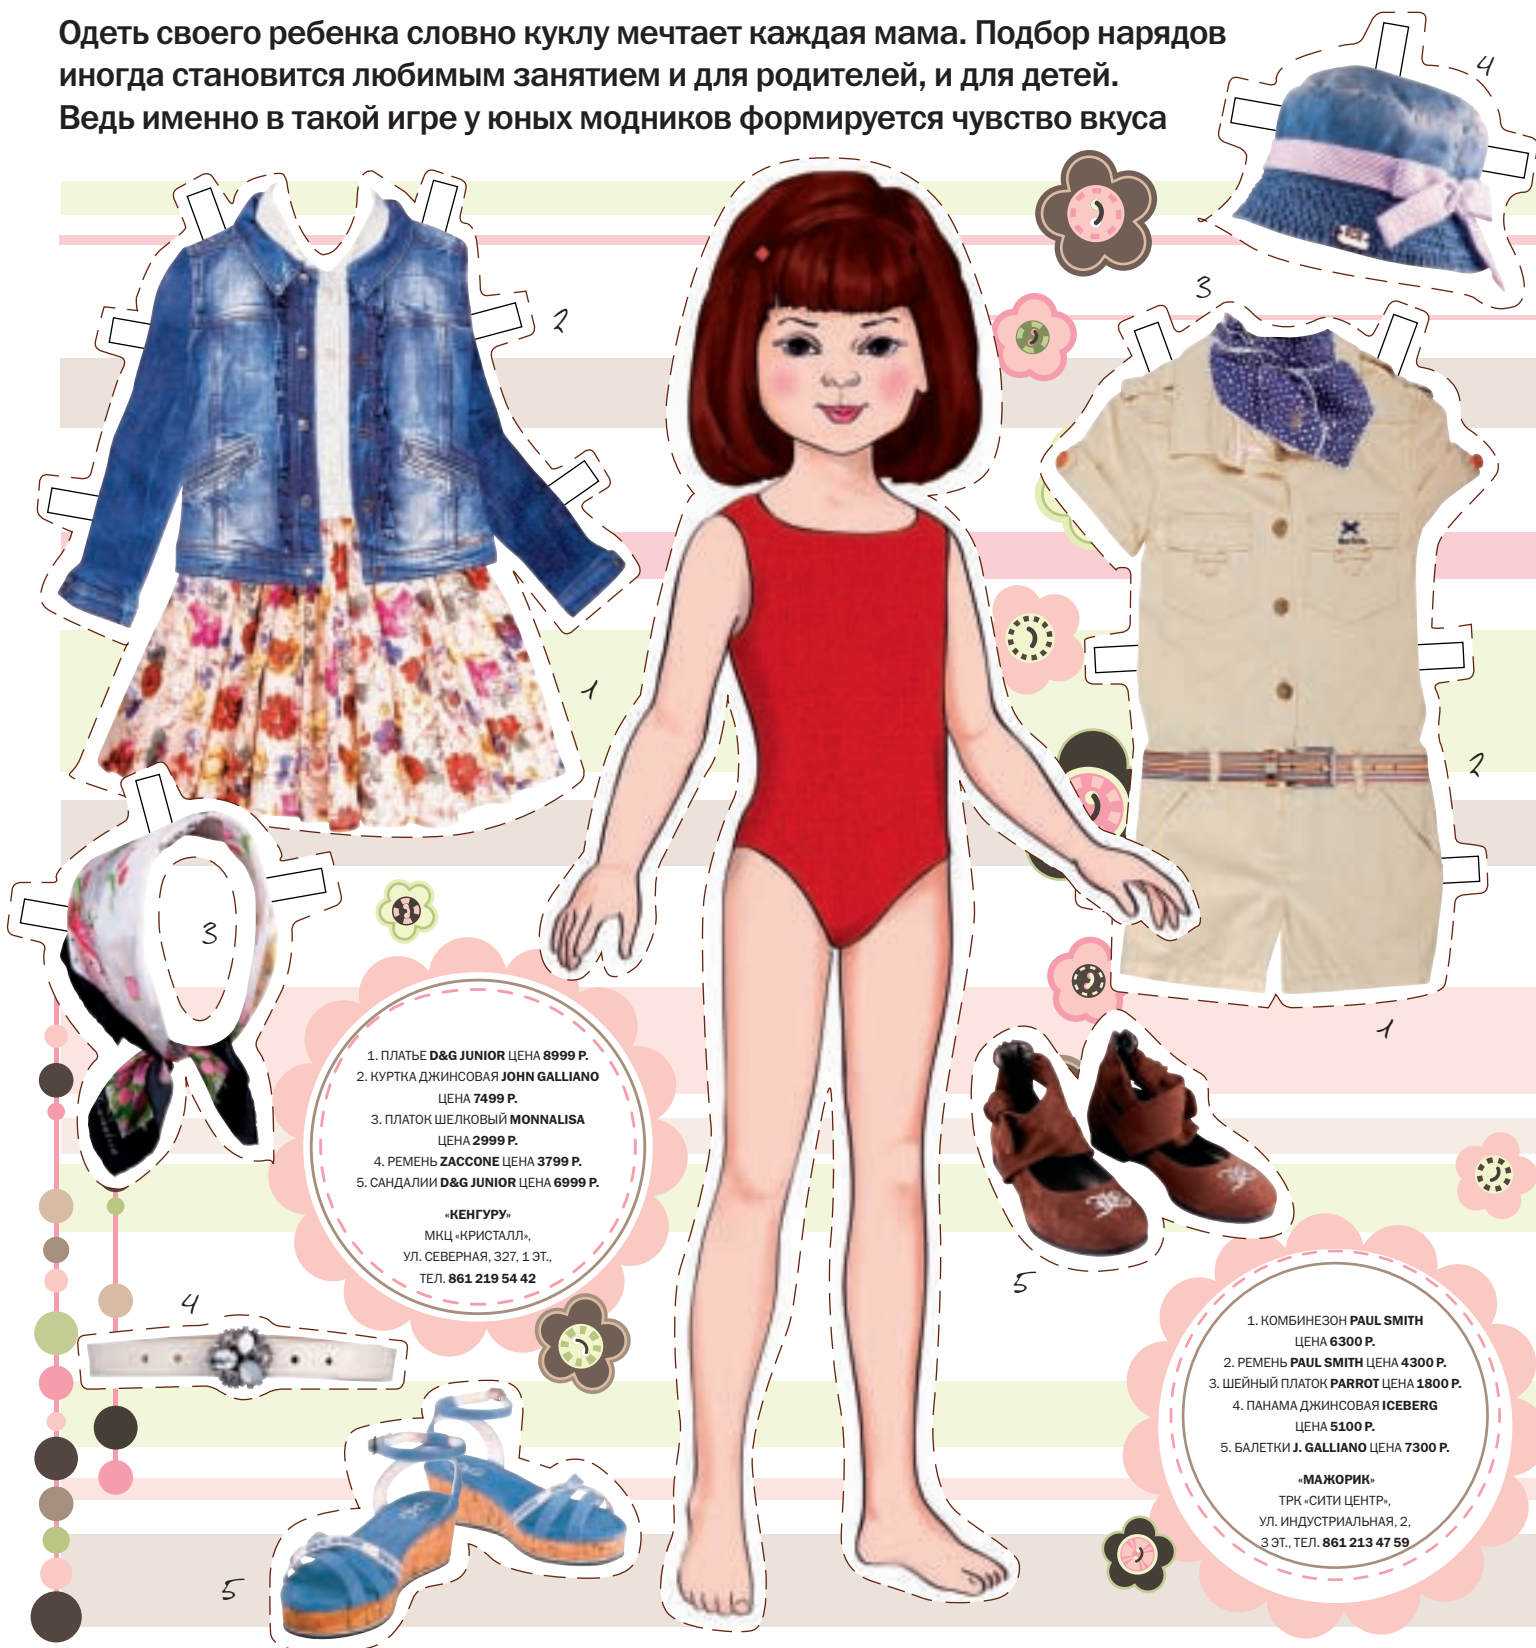 Одеть своего ребенка словно куклу мечтает каждая мама. Подбор нарядов
иногда становится любимым занятием и для родителей, и для детей.
Ведь именно в такой игре у юных модников формируется чувство вкуса
4
3
2
1
2
3
1
1. ПЛАТЬЕ D&G JUNIOR ЦЕНА 8999 Р.
2. КУРТКА ДЖИНСОВАЯ JOHN GALLIANO
ЦЕНА 7499 Р.
3. ПЛАТОК ШЕЛКОВЫЙ MONNALISA
ЦЕНА 2999 Р.
4. РЕМЕНЬ ZACCONE ЦЕНА 3799 Р.
5. САНДАЛИИ D&G JUNIOR ЦЕНА 6999 Р.
«КЕНГУРУ»
МКЦ «КРИСТАЛЛ»,
УЛ. СЕВЕРНАЯ, 327, 1 ЭТ.,
ТЕЛ. 861 219 54 42
5
4
1. КОМБИНЕЗОН PAUL SMITH
ЦЕНА 6300 Р.
2. РЕМЕНЬ PAUL SMITH ЦЕНА 4300 Р.
3. ШЕЙНЫЙ ПЛАТОК PARROT ЦЕНА 1800 Р.
4. ПАНАМА ДЖИНСОВАЯ ICEBERG
ЦЕНА 5100 Р.
5. БАЛЕТКИ J. GALLIANO ЦЕНА 7300 Р.
«МАЖОРИК»
ТРК «СИТИ ЦЕНТР»,
УЛ. ИНДУСТРИАЛЬНАЯ, 2,
3 ЭТ., ТЕЛ. 861 213 47 59
5